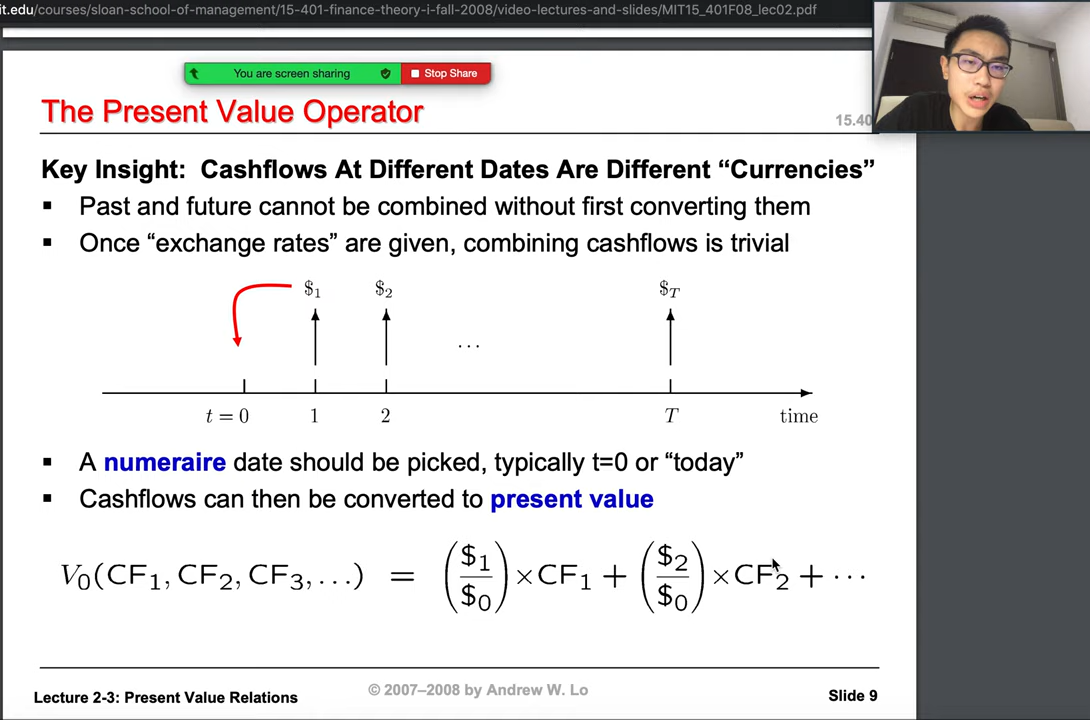 it.edu/courses/sloan-school-of-management/15-401-finance-theory-i-fall-2008/video-lectures-and-slides/MIT15_401F08_lec02.pdf
You are screen sharing
Stop Share
The Present Value Operator
15.40
Key Insight: Cashflows At Different Dates Are Different “Currencies”
▪ Past and future cannot be combined without first converting them
▪ Once “exchange rates” are given, combining cashflows is trivial
$₁ $₂ $_T
...
t = 0 1 2 T time
▪ A numeraire date should be picked, typically t=0 or “today”
▪ Cashflows can then be converted to present value
V₀(CF₁, CF₂, CF₃, ...) = ($₁/$₀) ×CF₁ + ($₂/$₀) ×CF₂ + ···
Lecture 2-3: Present Value Relations
© 2007–2008 by Andrew W. Lo
Slide 9